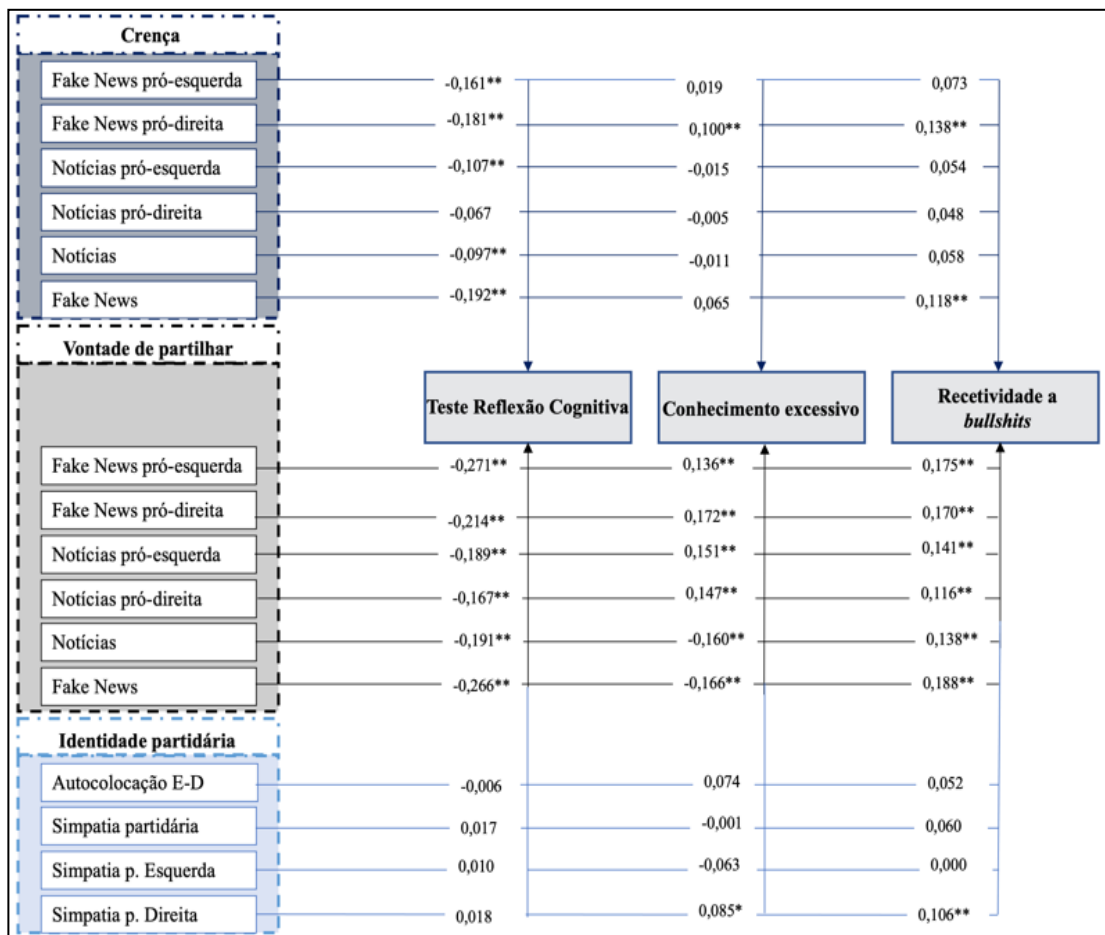 Crença
Fake News pró-esquerda -0,161** 0,019 0,073
Fake News pró-direita -0,181** 0,100** 0,138**
Notícias pró-esquerda -0,107** -0,015 0,054
Notícias pró-direita -0,067 -0,005 0,048
Notícias -0,097** -0,011 0,058
Fake News -0,192** 0,065 0,118**
Vontade de partilhar
Teste Reflexão Cognitiva Conhecimento excessivo Recetividade a
bullshits
Fake News pró-esquerda -0,271** 0,136** 0,175**
Fake News pró-direita -0,214** 0,172** 0,170**
Notícias pró-esquerda -0,189** 0,151** 0,141**
Notícias pró-direita -0,167** 0,147** 0,116**
Notícias -0,191** -0,160** 0,138**
Fake News -0,266** -0,166** 0,188**
Identidade partidária
Autocolocação E-D -0,006 0,074 0,052
Simpatia partidária 0,017 -0,001 0,060
Simpatia p. Esquerda 0,010 -0,063 0,000
Simpatia p. Direita 0,018 0,085* 0,106**